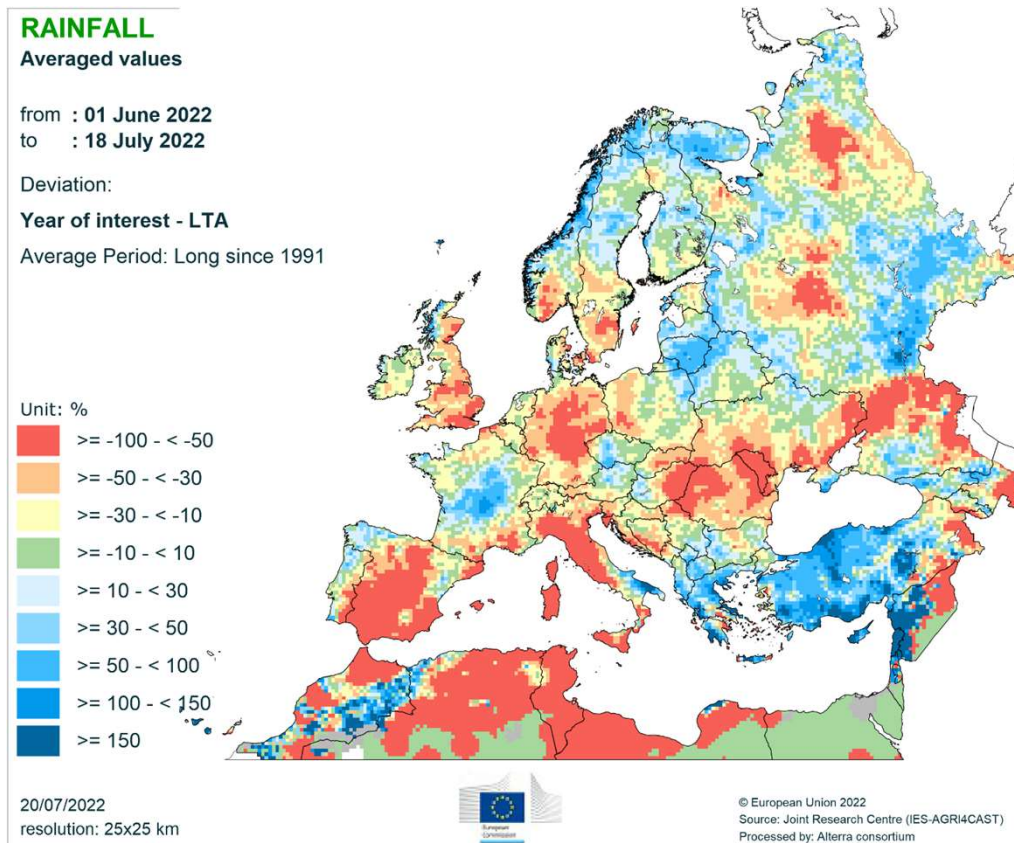 RAINFALL
Averaged values
from : 01 June 2022
to : 18 July 2022
Deviation:
Year of interest - LTA
Average Period: Long since 1991
Unit: %
>= -100 - < -50
>= -50 - < -30
>= -30 - < -10
>= -10 - < 10
>= 10 - < 30
>= 30 - < 50
>= 50 - < 100
>= 100 - < 150
>= 150
20/07/2022
resolution: 25x25 km
European
Commission
© European Union 2022
Source: Joint Research Centre (IES-AGRI4CAST)
Processed by: Alterra consortium